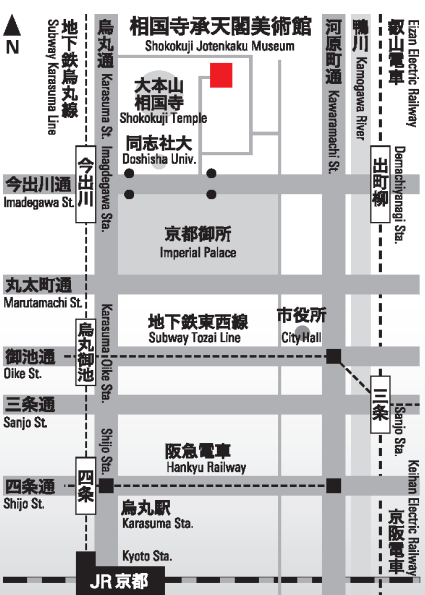 N
地下鉄烏丸線
Subway Karasuma Line
烏丸通
Karasuma St.
相国寺承天閣美術館
Shokokuji Jotenkaku Museum
河原町通
Kawaramachi St.
鴨川
Kamogawa River
叡山電車
Eizan Electric Railway
大本山
相国寺
Shokokuji Temple
同志社大
Doshisha Univ.
今出川
Imagdegawa Sta.
出町柳
Demachiyanagi Sta.
今出川通
Imadegawa St.
京都御所
Imperial Palace
丸太町通
Marutamachi St.
地下鉄東西線
Subway Tozai Line
市役所
City Hall
烏丸御池
Karasuma Oike Sta.
御池通
Oike St.
三条通
Sanjo St.
三条
Sanjo Sta.
阪急電車
Hankyu Railway
四条
Shijo Sta.
四条通
Shijo St.
烏丸駅
Karasuma Sta.
Keihan Electric Railway
京阪電車
Kyoto Sta.
JR京都